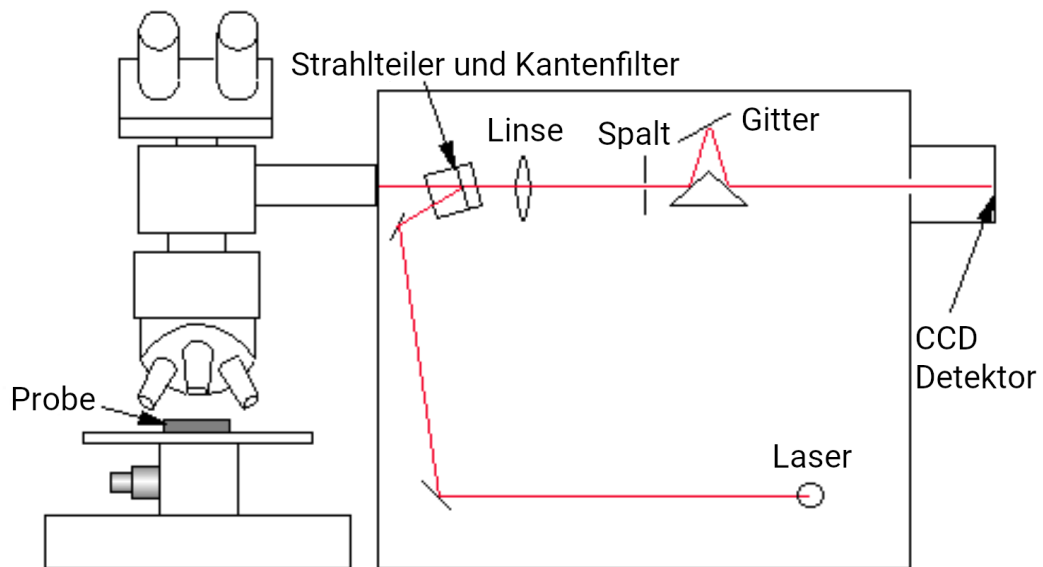 Strahlteiler und Kantenfilter
Linse
Spalt
Gitter
CCD
Detektor
Probe
Laser